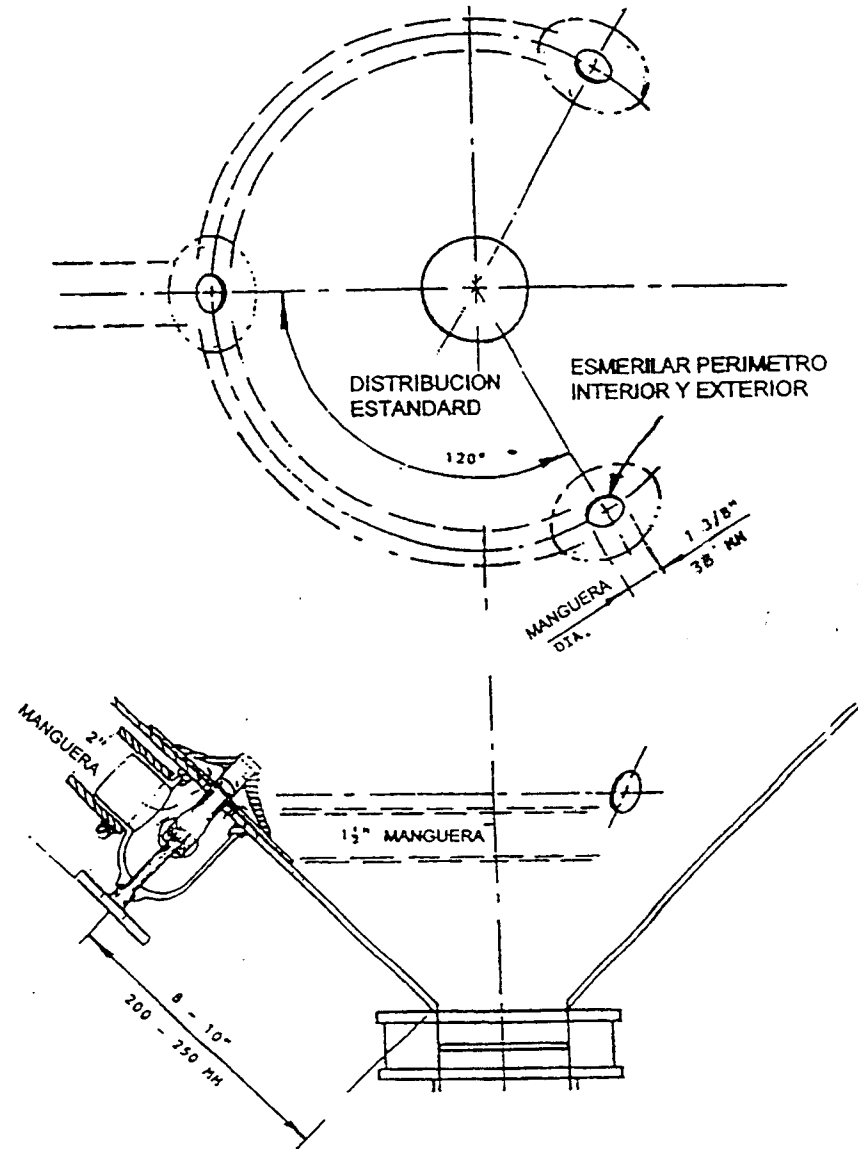 DISTRIBUCION
ESTANDARD
ESMERILAR PERIMETRO
INTERIOR Y EXTERIOR
120°
1 3/8"
38 MM
MANGUERA
DIA.
MANGUERA
2"
1½" MANGUERA
8 - 10"
200 - 250 MM